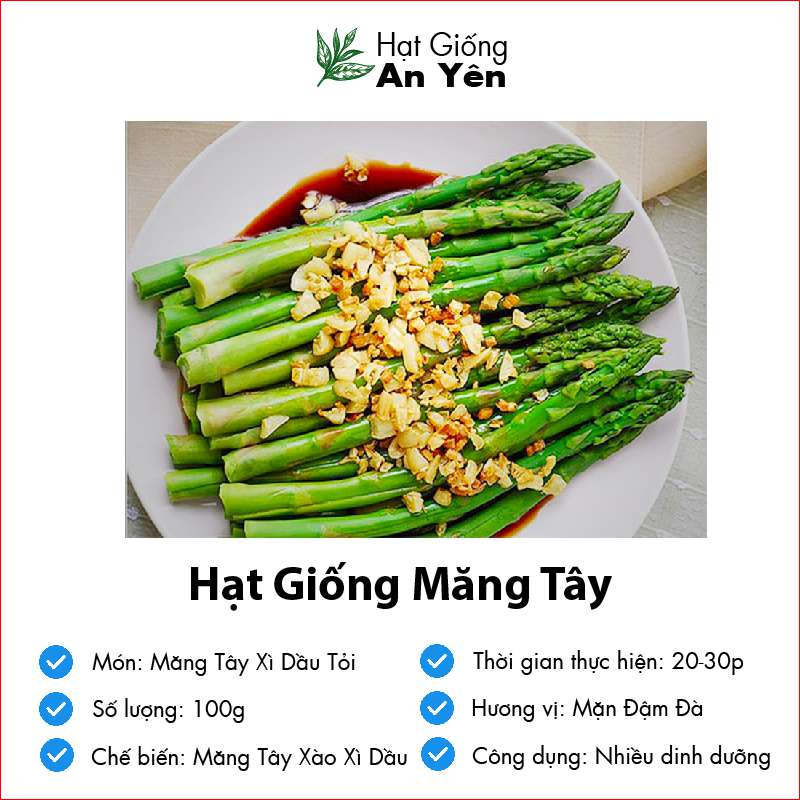 Hạt Giống
An Yên
Hạt Giống Măng Tây
Món: Măng Tây Xì Dầu Tỏi
Số lượng: 100g
Chế biến: Măng Tây Xào Xì Dầu
Thời gian thực hiện: 20-30p
Hương vị: Mặn Đậm Đà
Công dụng: Nhiều dinh dưỡng